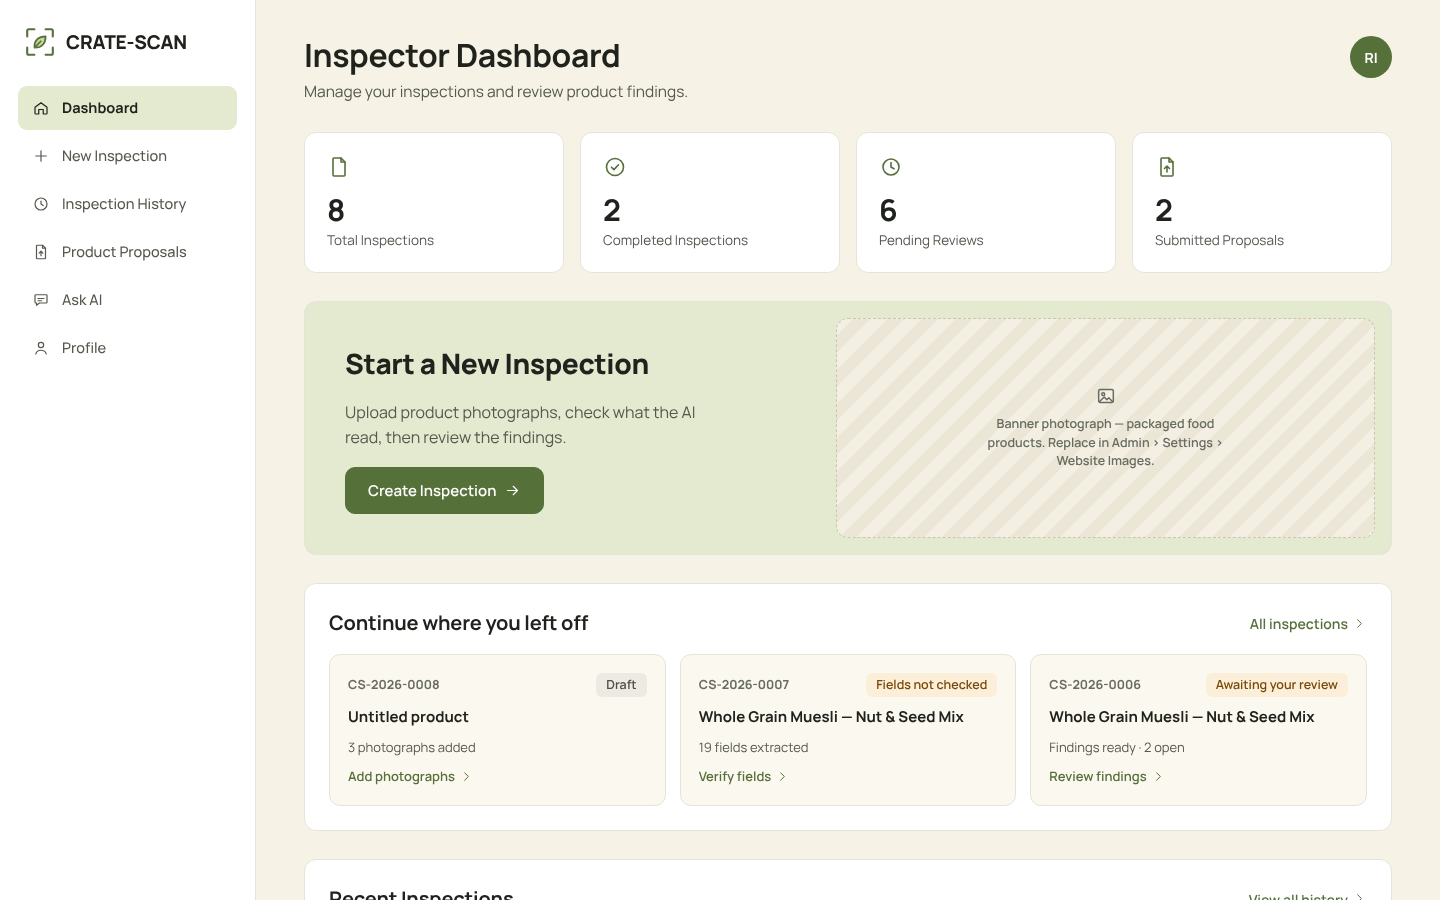 CRATE-SCAN
Dashboard
New Inspection
Inspection History
Product Proposals
Ask AI
Profile
Inspector Dashboard
RI
Manage your inspections and review product findings.
8
Total Inspections
2
Completed Inspections
6
Pending Reviews
2
Submitted Proposals
Start a New Inspection
Upload product photographs, check what the AI
read, then review the findings.
Create Inspection
Banner photograph — packaged food
products. Replace in Admin › Settings ›
Website Images.
Continue where you left off
All inspections
CS-2026-0008
Draft
Untitled product
3 photographs added
Add photographs
CS-2026-0007
Fields not checked
Whole Grain Muesli — Nut & Seed Mix
19 fields extracted
Verify fields
CS-2026-0006
Awaiting your review
Whole Grain Muesli — Nut & Seed Mix
Findings ready · 2 open
Review findings
Recent Inspections
View all history